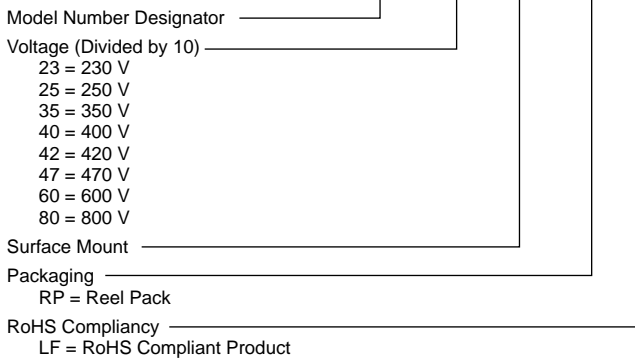 Model Number Designator
Voltage (Divided by 10)
23 = 230 V
25 = 250 V
35 = 350 V
40 = 400 V
42 = 420 V
47 = 470 V
60 = 600 V
80 = 800 V
Surface Mount
Packaging
RP = Reel Pack
RoHS Compliancy
LF = RoHS Compliant Product